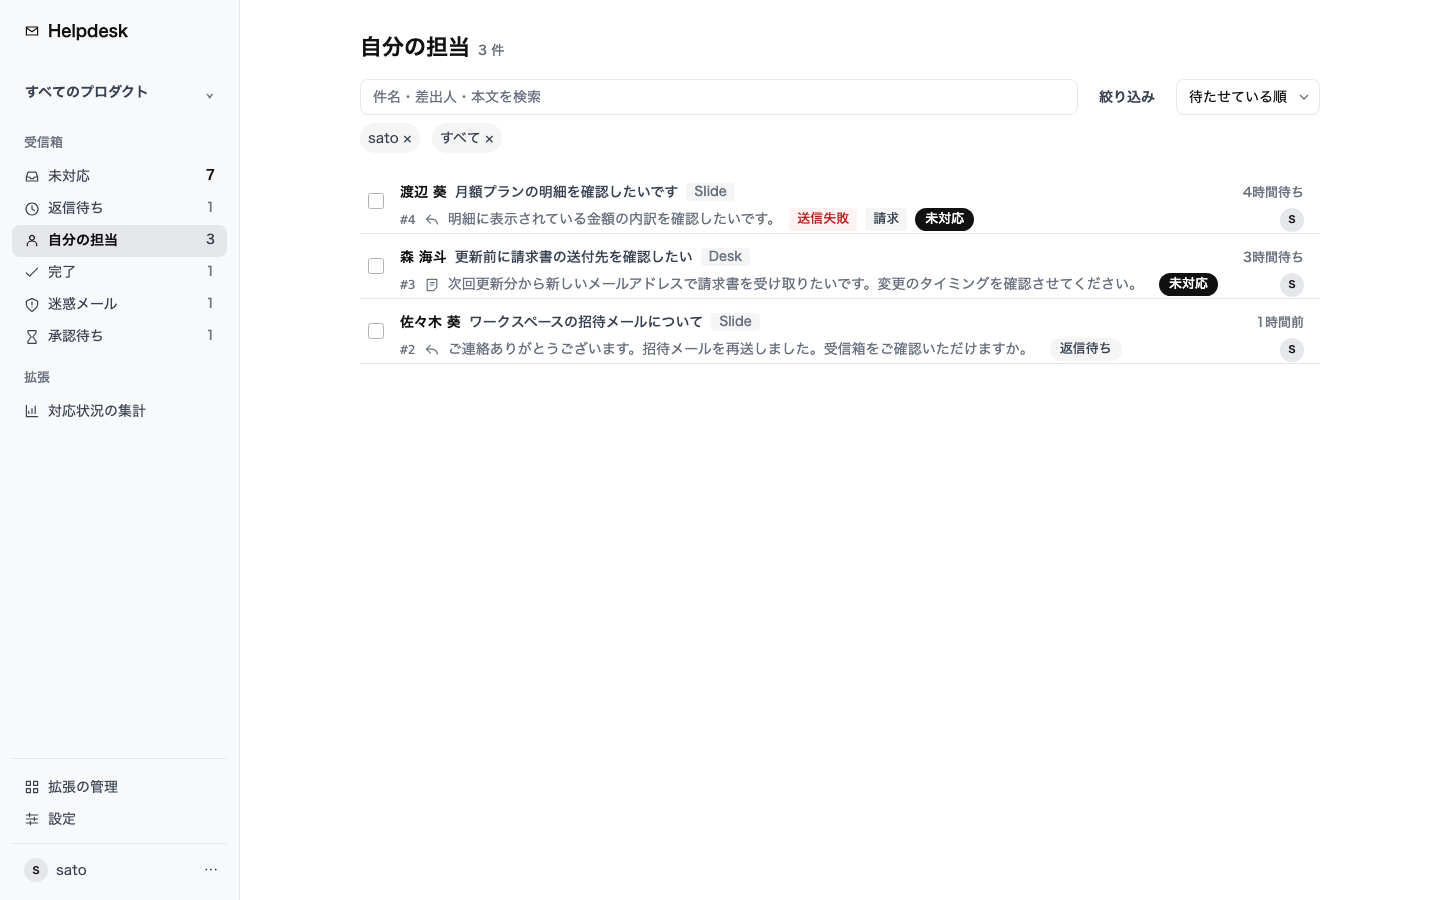 Helpdesk
すべてのプロダクト
受信箱
未対応 7
返信待ち 1
自分の担当 3
完了 1
迷惑メール 1
承認待ち 1
拡張
対応状況の集計
拡張の管理
設定
S sato ...
自分の担当 3 件
件名・差出人・本文を検索 絞り込み 待たせている順
sato × すべて ×
渡辺 葵 月額プランの明細を確認したいです Slide 4時間待ち
#4 明細に表示されている金額の内訳を確認したいです。 送信失敗 請求 未対応 S
森 海斗 更新前に請求書の送付先を確認したい Desk 3時間待ち
#3 次回更新分から新しいメールアドレスで請求書を受け取りたいです。変更のタイミングを確認させてください。 未対応 S
佐々木 葵 ワークスペースの招待メールについて Slide 1時間前
#2 ご連絡ありがとうございます。招待メールを再送しました。受信箱をご確認いただけますか。 返信待ち S